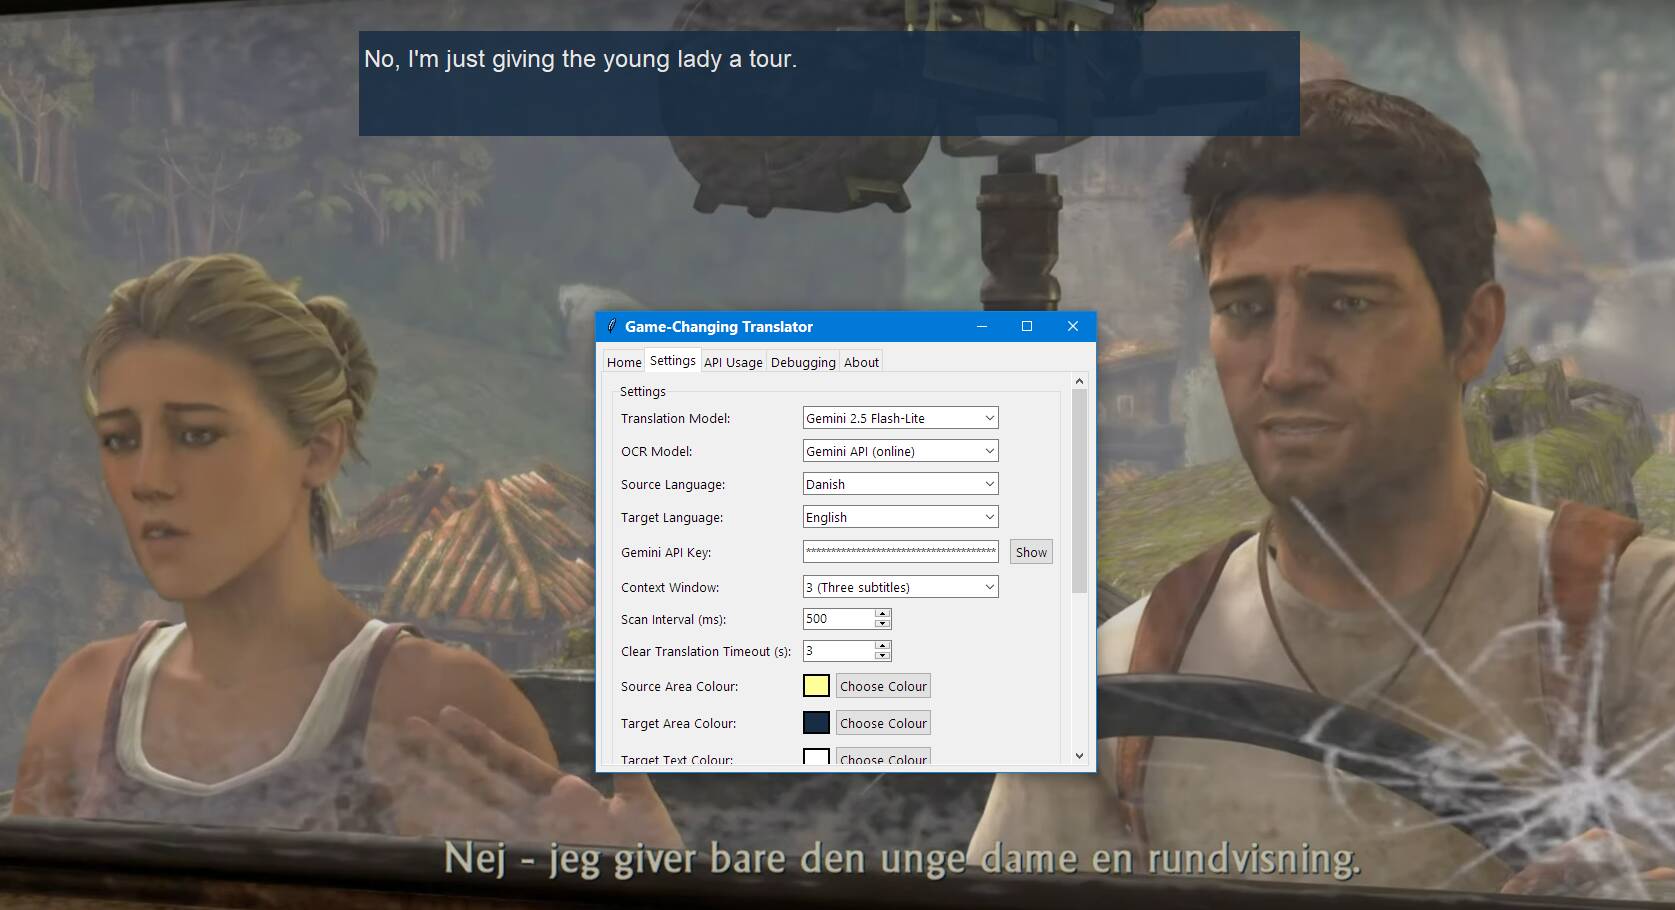 No, I'm just giving the young lady a tour.
Game-Changing Translator
Home Settings API Usage Debugging About
Settings
Translation Model: Gemini 2.5 Flash-Lite
OCR Model: Gemini API (online)
Source Language: Danish
Target Language: English
Gemini API Key: *************************************** Show
Context Window: 3 (Three subtitles)
Scan Interval (ms): 500
Clear Translation Timeout (s): 3
Source Area Colour: Choose Colour
Target Area Colour: Choose Colour
Target Text Colour: Choose Colour
Nej - jeg giver bare den unge dame en rundvisning.